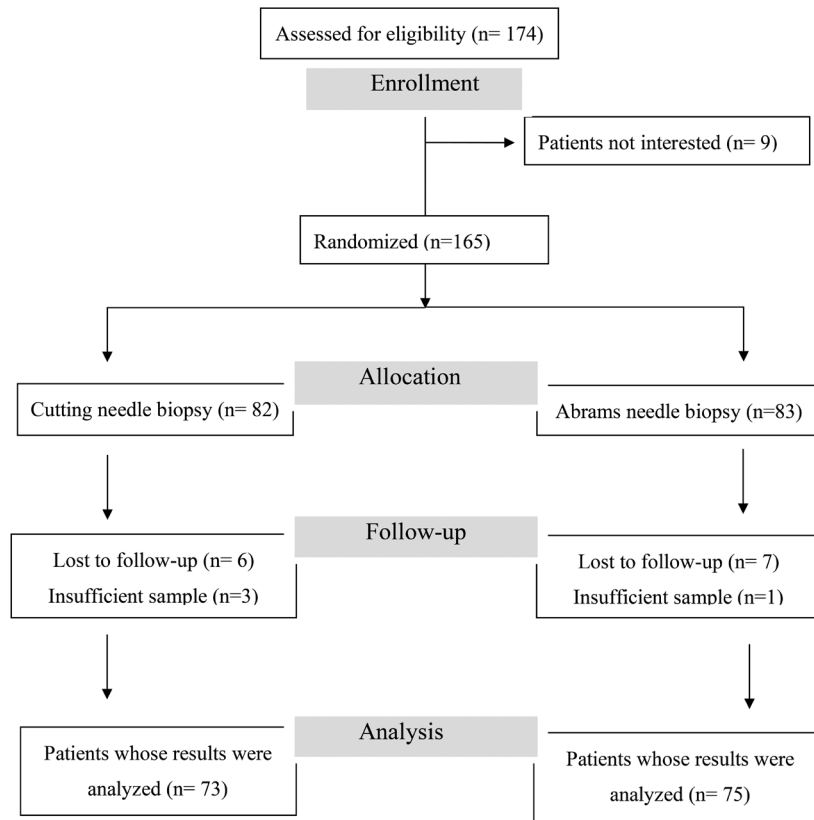 Assessed for eligibility (n= 174)
Enrollment
Patients not interested (n= 9)
Randomized (n=165)
Allocation
Cutting needle biopsy (n= 82)
Abrams needle biopsy (n=83)
Follow-up
Lost to follow-up (n= 6)
Insufficient sample (n=3)
Lost to follow-up (n= 7)
Insufficient sample (n=1)
Analysis
Patients whose results were
analyzed (n= 73)
Patients whose results were
analyzed (n= 75)